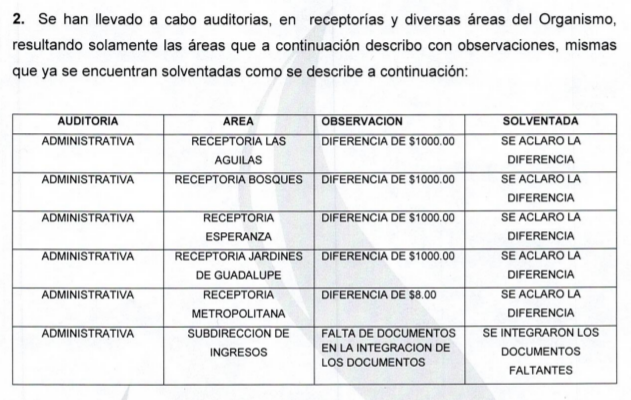 2. Se han llevado a cabo auditorias, en receptorías y diversas áreas del Organismo,
resultando solamente las áreas que a continuación describo con observaciones, mismas
que ya se encuentran solventadas como se describe a continuación:
AUDITORIA AREA OBSERVACION SOLVENTADA
ADMINISTRATIVA RECEPTORIA LAS DIFERENCIA DE $1000.00 SE ACLARO LA
AGUILAS DIFERENCIA
ADMINISTRATIVA RECEPTORIA BOSQUES DIFERENCIA DE $1000.00 SE ACLARO LA
DIFERENCIA
ADMINISTRATIVA RECEPTORIA DIFERENCIA DE $1000.00 SE ACLARO LA
ESPERANZA DIFERENCIA
ADMINISTRATIVA RECEPTORIA JARDINES DIFERENCIA DE $1000.00 SE ACLARO LA
DE GUADALUPE DIFERENCIA
ADMINISTRATIVA RECEPTORIA DIFERENCIA DE $8.00 SE ACLARO LA
METROPOLITANA DIFERENCIA
ADMINISTRATIVA SUBDIRECCION DE FALTA DE DOCUMENTOS SE INTEGRARON LOS
INGRESOS EN LA INTEGRACION DE DOCUMENTOS
LOS DOCUMENTOS FALTANTES